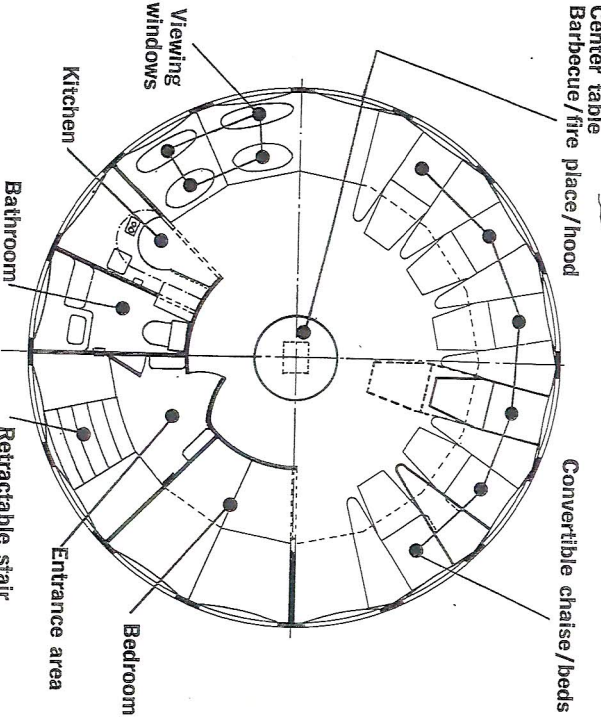 Center table
Barbecue/fire place/hood
Viewing
windows
Kitchen
Bathroom
Convertible chaise/beds
Retractable stair
Entrance area
Bedroom